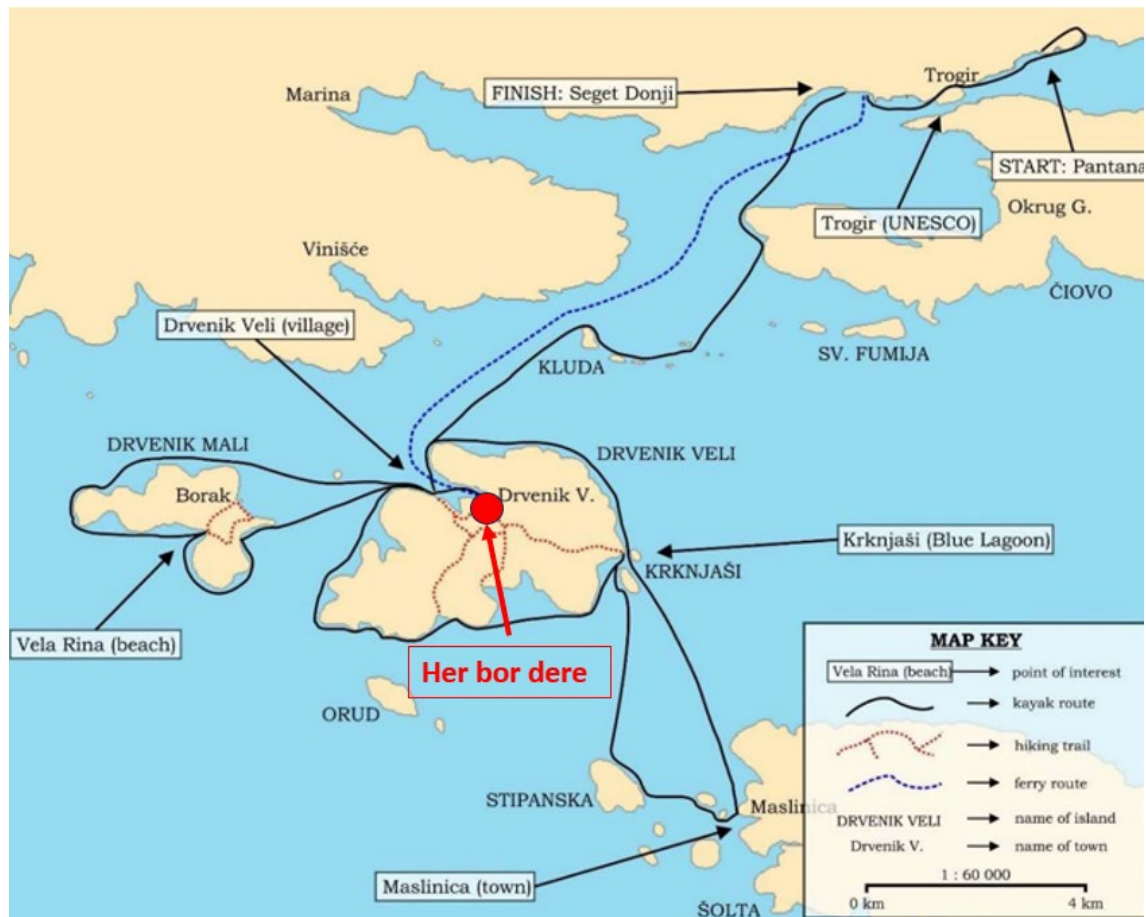 Trogir
Marina
FINISH: Seget Donji
START: Pantana
Okrug G.
Trogir (UNESCO)
Vinišće
ČIOVO
Drvenik Veli (village)
SV. FUMIJA
KLUDA
DRVENIK MALI
DRVENIK VELI
Borak
Drvenik V.
Krknjaši (Blue Lagoon)
KRKNJAŠI
Vela Rina (beach)
Her bor dere
ORUD
STIPANSKA
Maslinica
Maslinica (town)
ŠOLTA
MAP KEY
Vela Rina (beach) point of interest
kayak route
hiking trail
ferry route
DRVENIK VELI name of island
Drvenik V. name of town
1 : 60 000
0 km 4 km